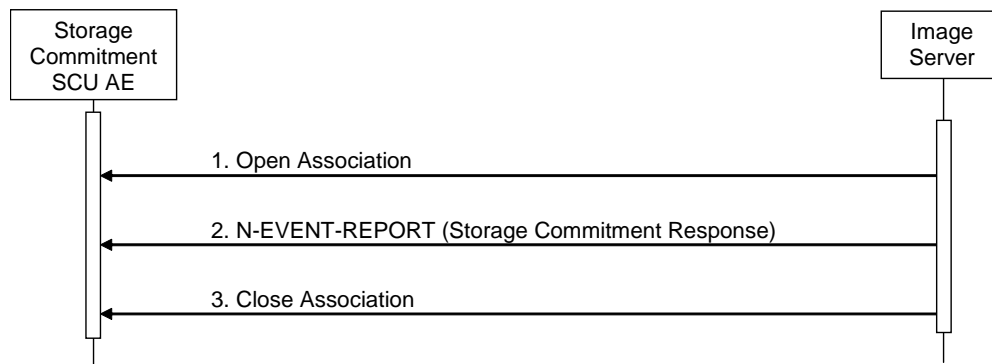 Storage
Commitment
SCU AE
Image
Server
1. Open Association
2. N-EVENT-REPORT (Storage Commitment Response)
3. Close Association